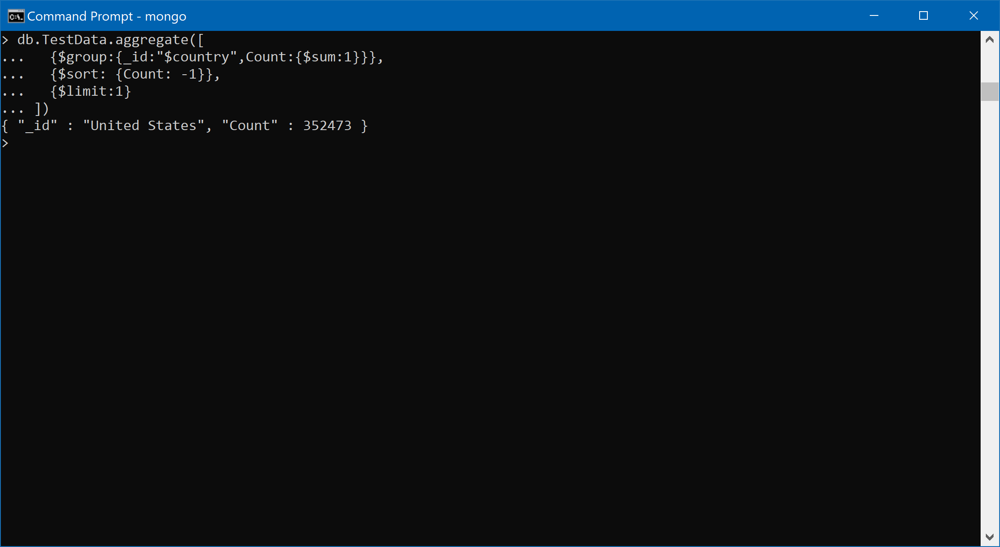 Command Prompt - mongo
> db.TestData.aggregate([
...   {$group:{_id:"$country",Count:{$sum:1}}},
...   {$sort: {Count: -1}},
...   {$limit:1}
... ])
{ "_id" : "United States", "Count" : 352473 }
>